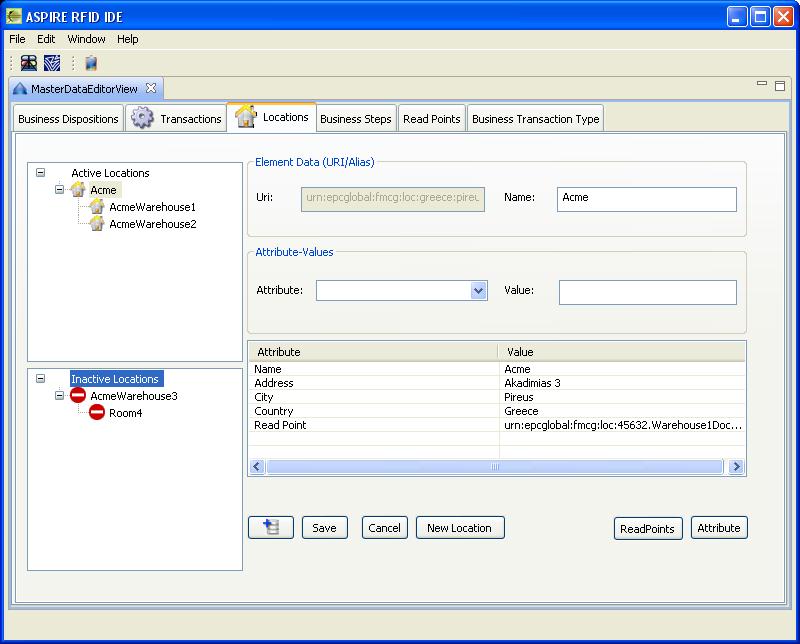 ASPIRE RFID IDE
File Edit Window Help
MasterDataEditorView
Business Dispositions Transactions Locations Business Steps Read Points Business Transaction Type
Active Locations
Acme
AcmeWarehouse1
AcmeWarehouse2
Inactive Locations
AcmeWarehouse3
Room4
Element Data (URI/Alias)
Uri: urn:epcglobal:fmcg:loc:greece:pireu Name: Acme
Attribute-Values
Attribute: Value:
Attribute Value
Name Acme
Address Akadimias 3
City Pireus
Country Greece
Read Point urn:epcglobal:fmcg:loc:45632.Warehouse1Doc...
Save Cancel New Location ReadPoints Attribute